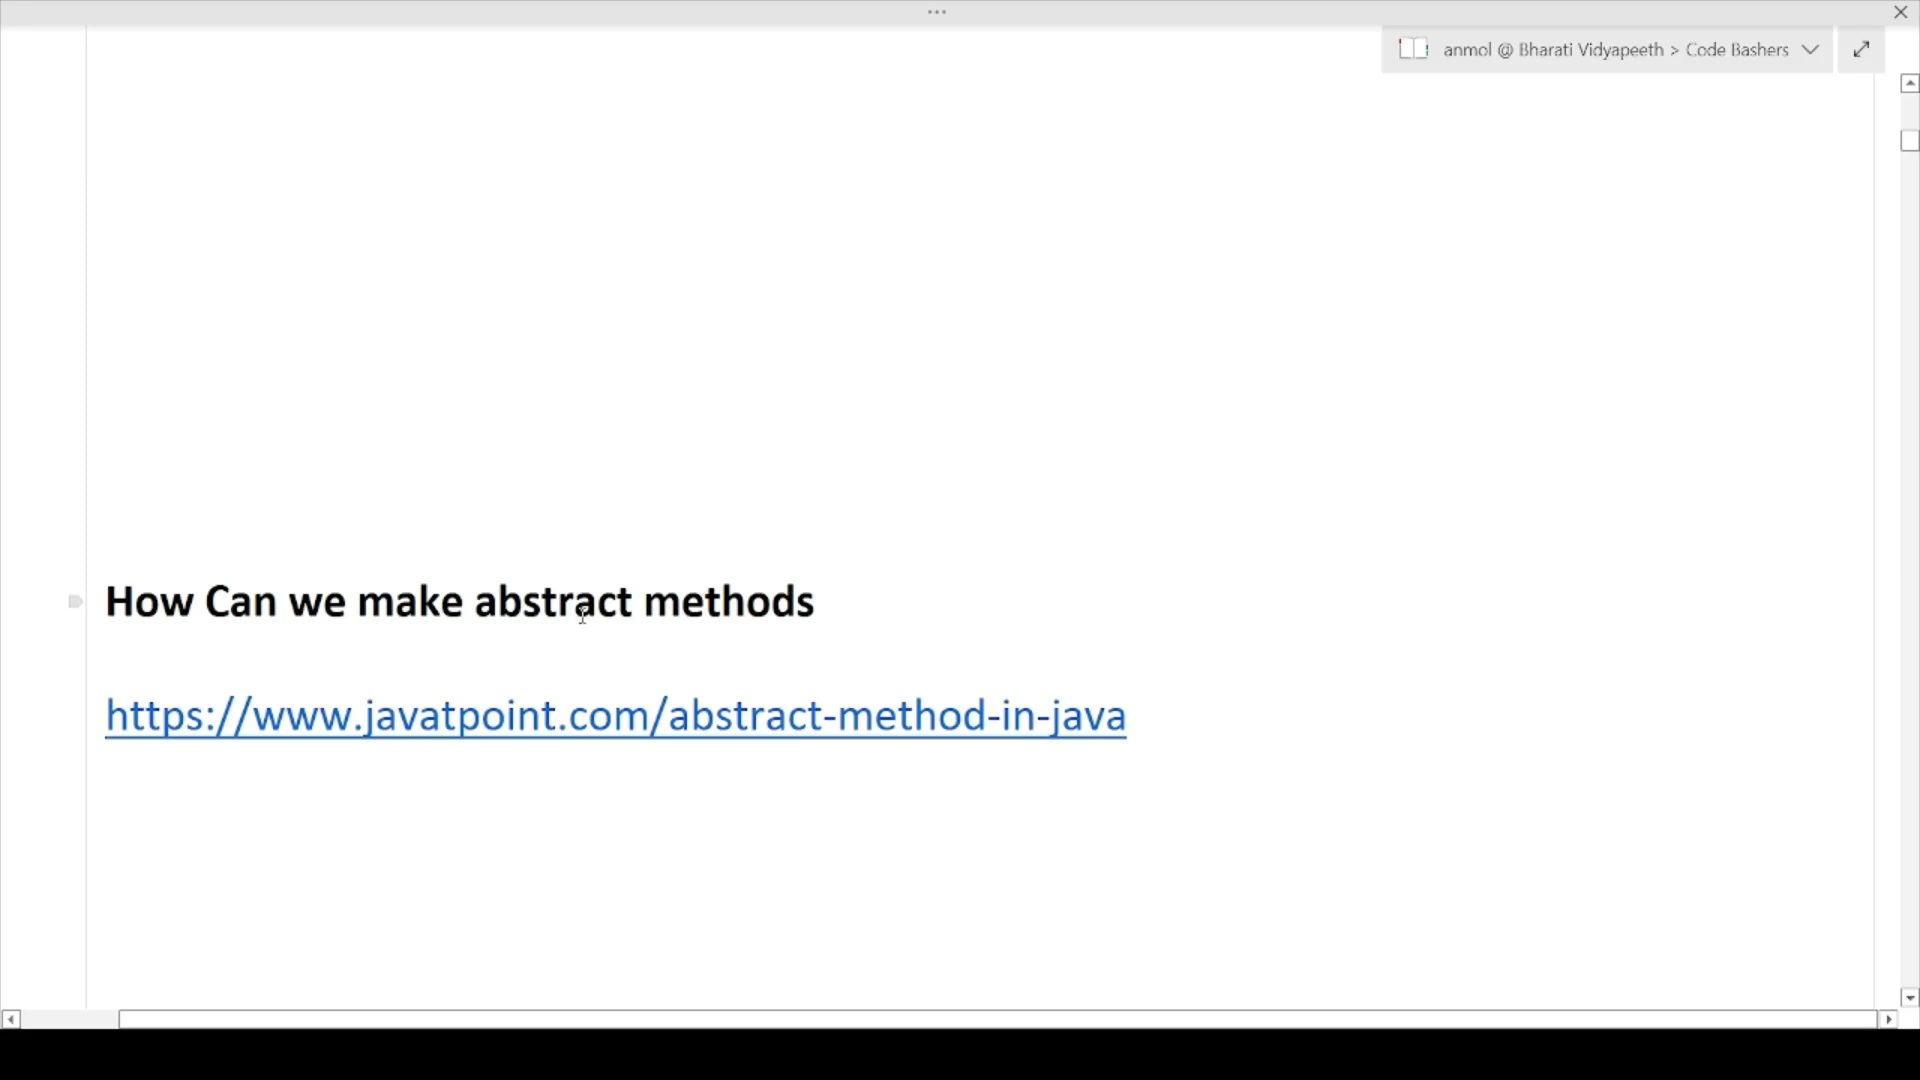 anmol @ Bharati Vidyapeeth > Code Bashers
How Can we make abstract methods
https://www.javatpoint.com/abstract-method-in-java